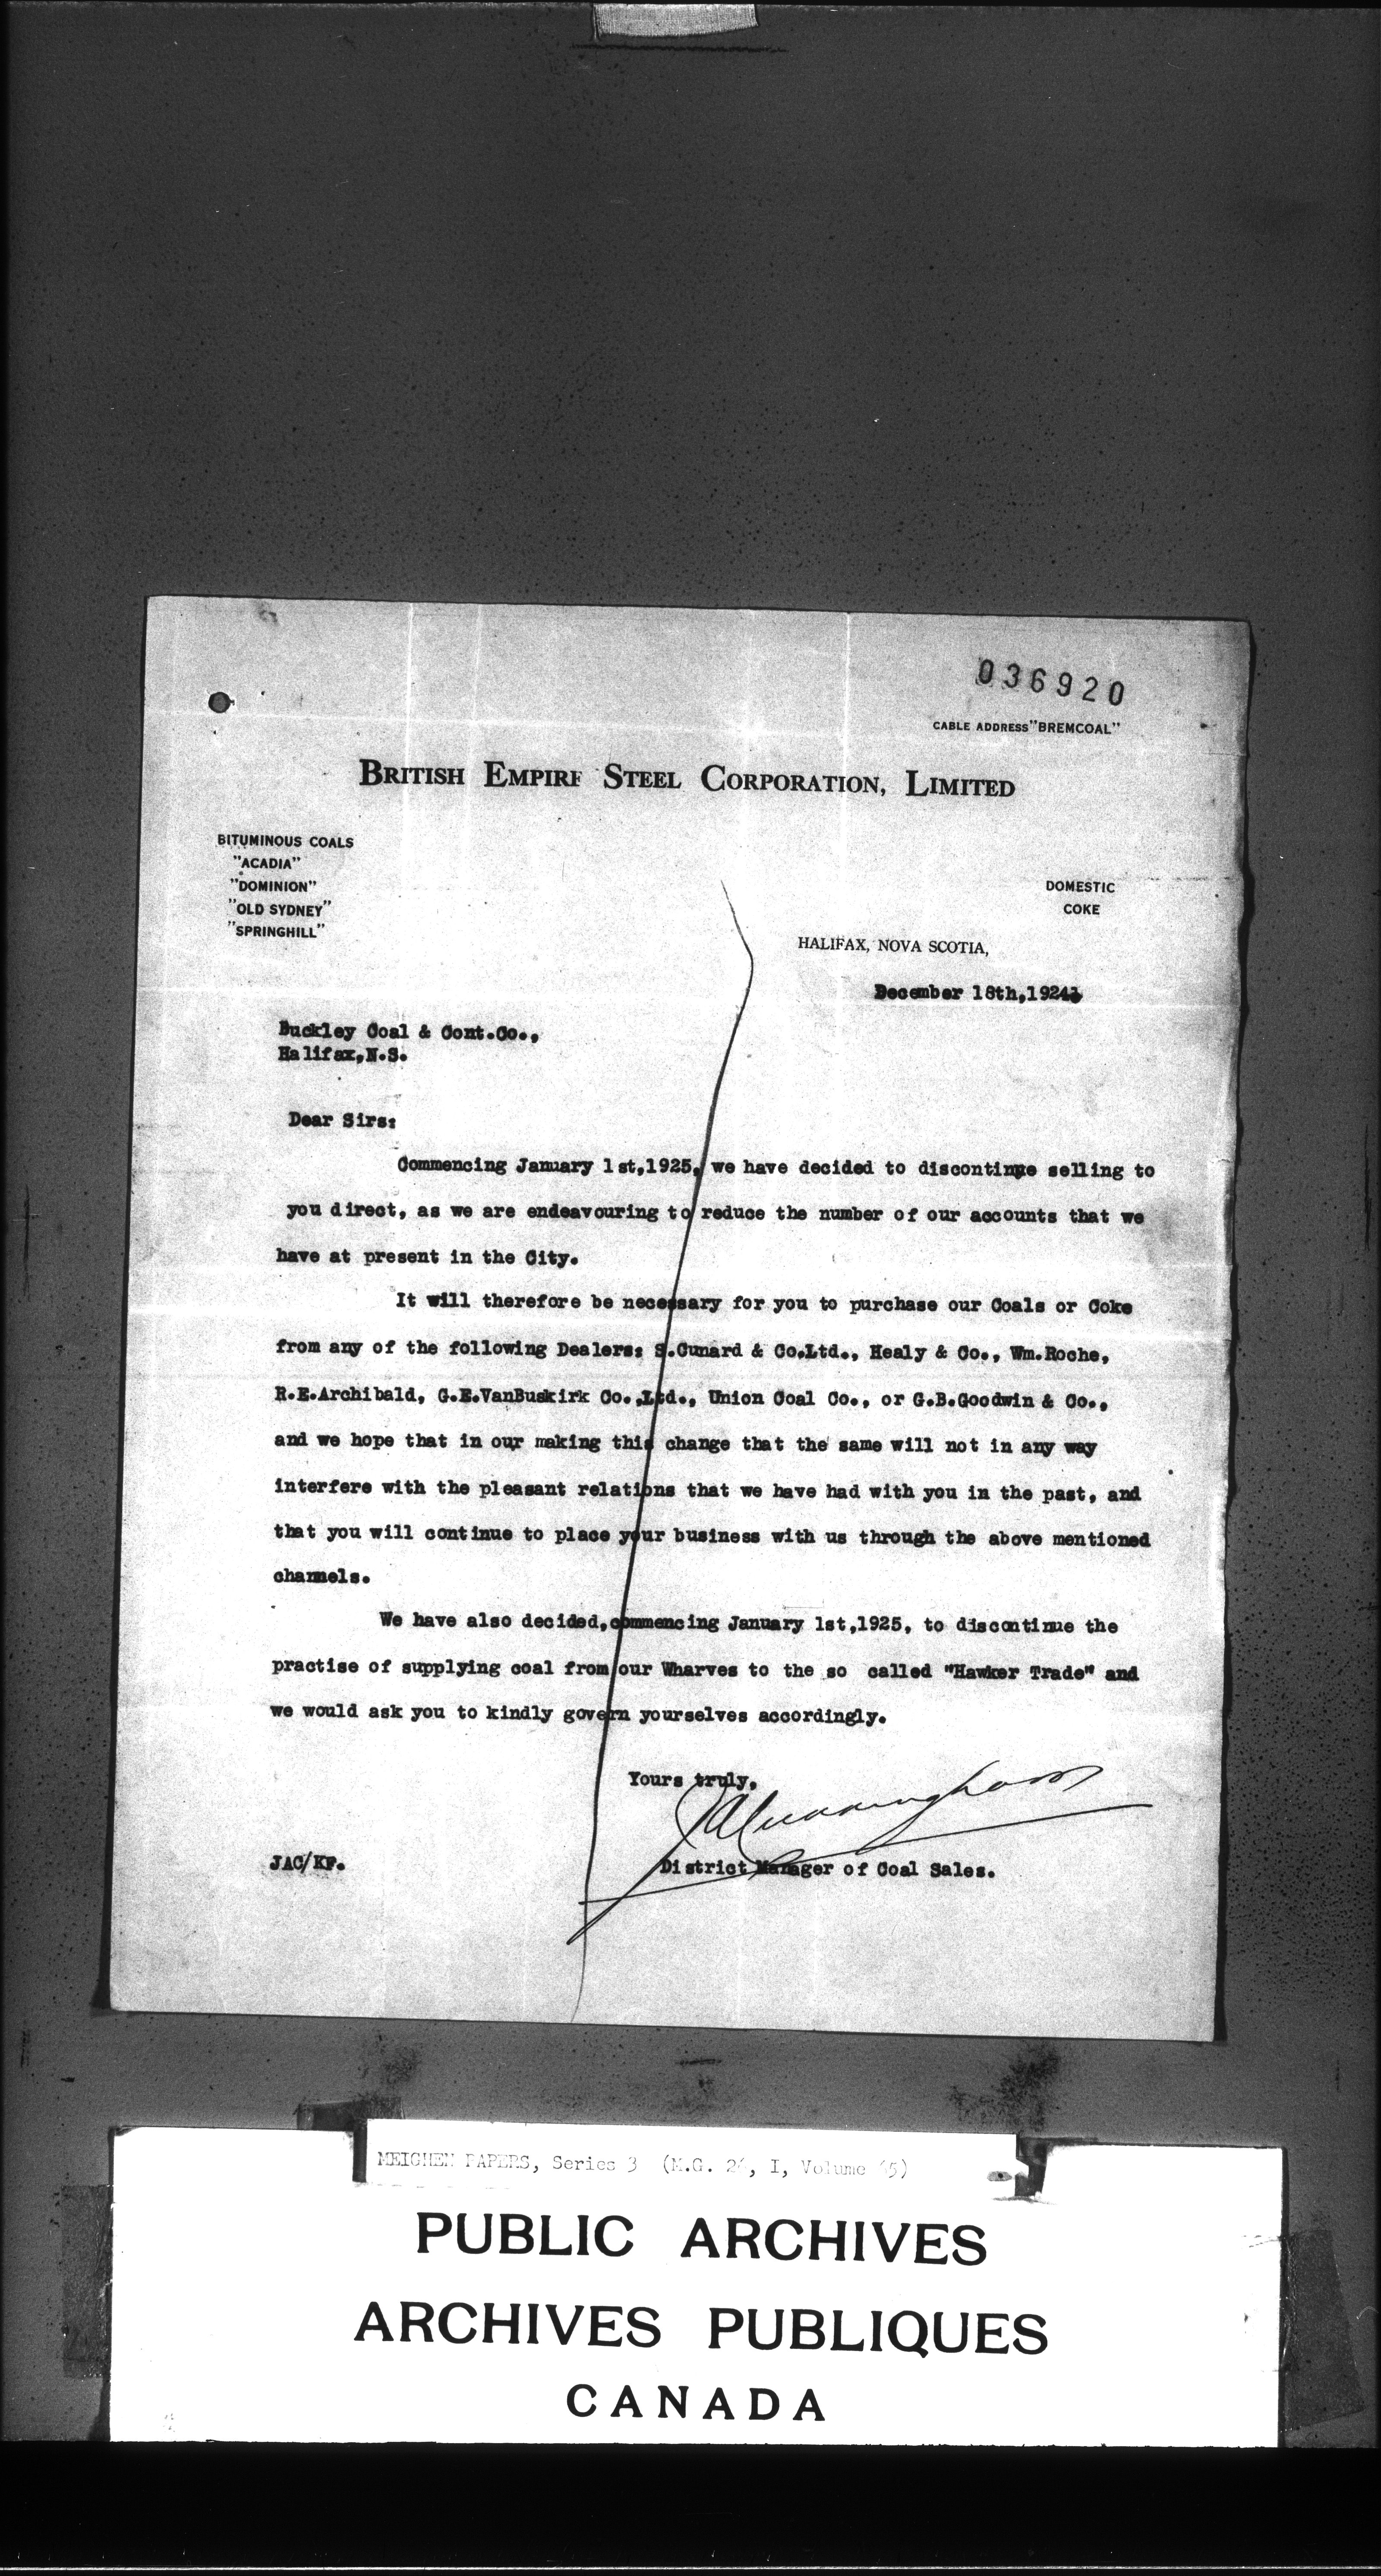 036920
CABLE ADDRESS "BREMCOAL"
BRITISH EMPIRE STEEL CORPORATION, LIMITED
BITUMINOUS COALS
"ACADIA"
"DOMINION"
"OLD SYDNEY"
"SPRINGHILL"
DOMESTIC
COKE
HALIFAX, NOVA SCOTIA,
December 18th,1924
Buckley Coal & Cont.Co.,
Halifax,N.S.
Dear Sirs:
Commencing January 1st,1925, we have decided to discontinue selling to
you direct, as we are endeavouring to reduce the number of our accounts that we
have at present in the City.
It will therefore be necessary for you to purchase our Coals or Coke
from any of the following Dealers: S.Cunard & Co.Ltd., Healy & Co., Wm.Roche,
R.E.Archibald, G.E.VanBuskirk Co.,Ltd., Union Coal Co., or G.B.Goodwin & Co.,
and we hope that in our making this change that the same will not in any way
interfere with the pleasant relations that we have had with you in the past, and
that you will continue to place your business with us through the above mentioned
channels.
We have also decided,commencing January 1st,1925, to discontinue the
practise of supplying coal from our Wharves to the so called "Hawker Trade" and
we would ask you to kindly govern yourselves accordingly.
Yours truly,
JACunningham
JAC/KF.
District Manager of Coal Sales.
MEIGHEN PAPERS, Series 3 (M.G. 26, I, Volume 65)
PUBLIC ARCHIVES
ARCHIVES PUBLIQUES
CANADA